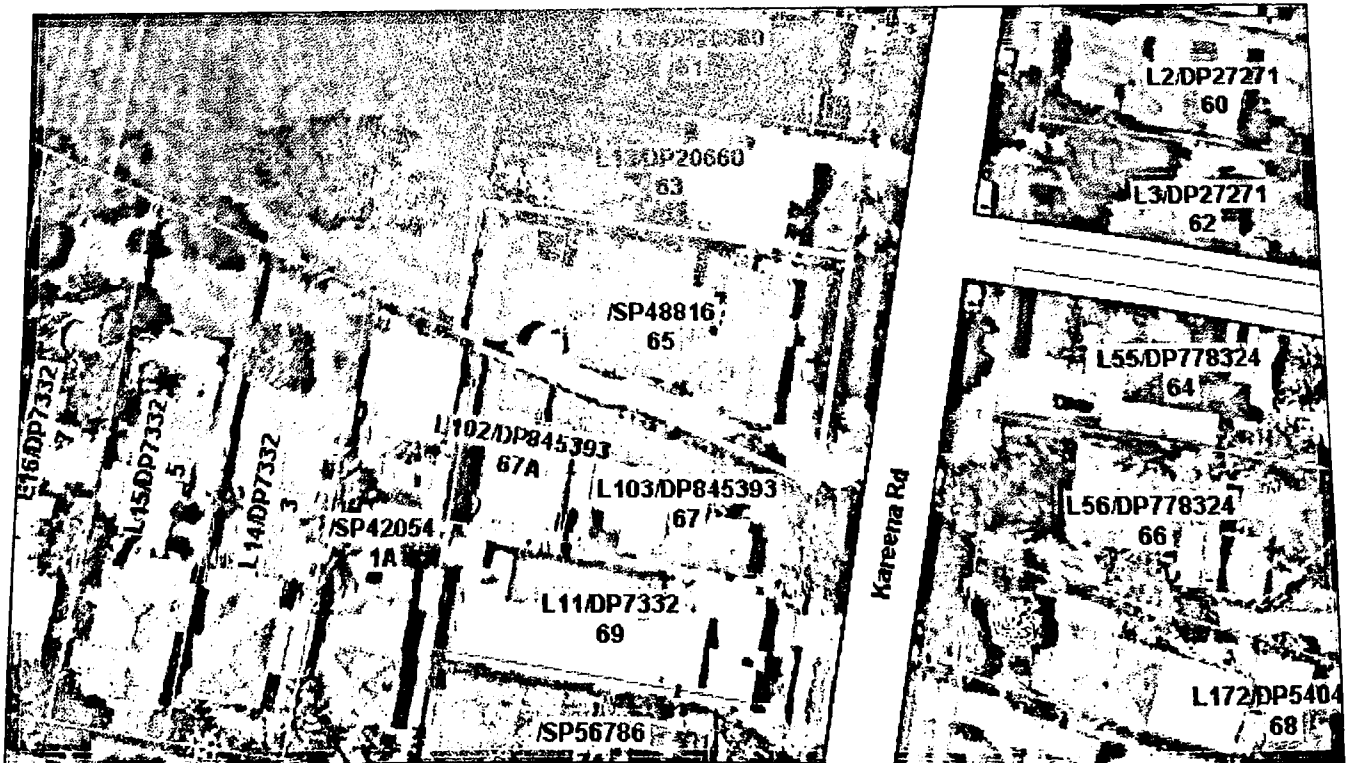 L2/DP27271
60
L13/DP20660
63
L3/DP27271
62
/SP48816
65
L55/DP778324
64
L16/DP7332
7
L15/DP7332
5
L14/DP7332
3
/SP42054
1A
L102/DP845393
67A
L103/DP845393
67
L56/DP778324
66
Kareena Rd
L11/DP7332
69
L172/DP5404
68
/SP56786